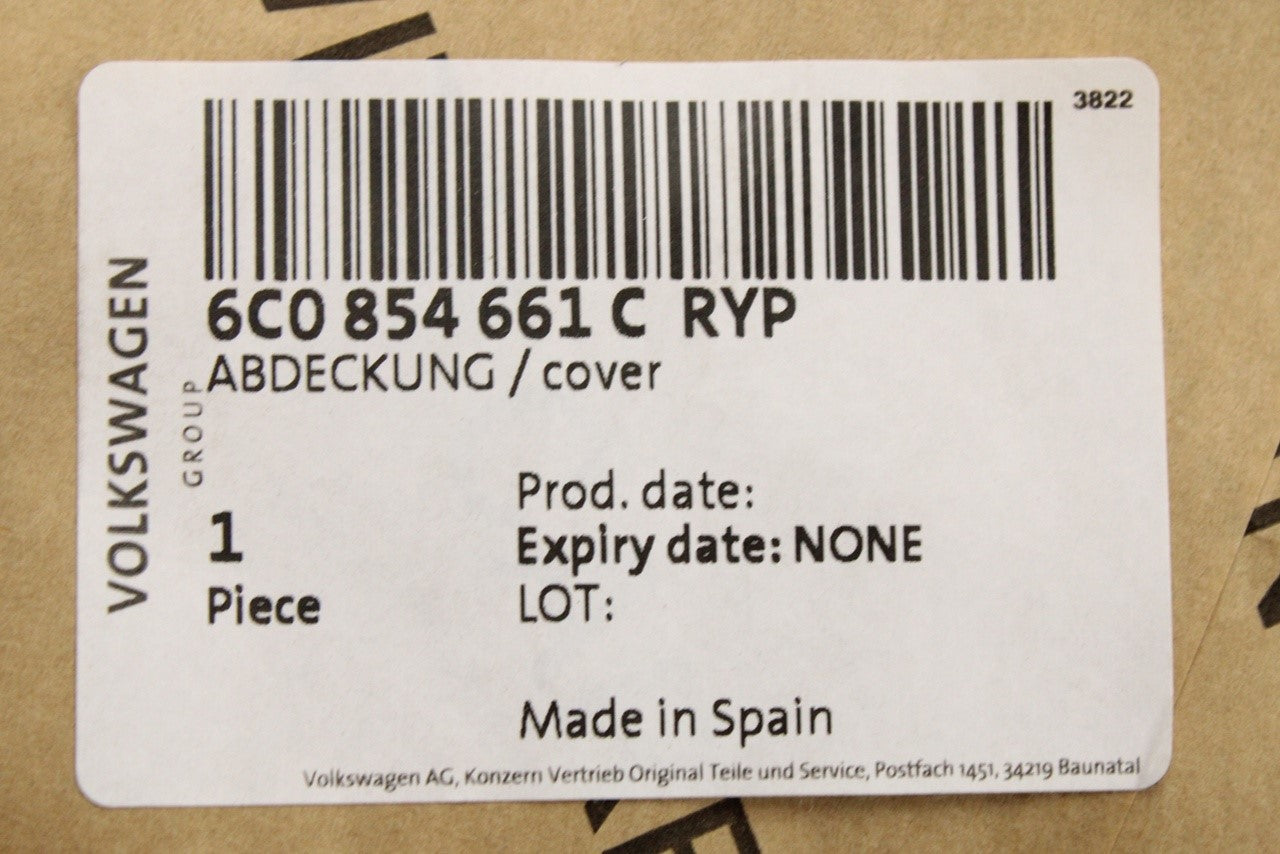 3822
6C0 854 661 C RYP
ABDECKUNG / cover
VOLKSWAGEN
GROUP
Prod. date:
1
Expiry date: NONE
Piece
LOT:
Made in Spain
Volkswagen AG, Konzern Vertrieb Original Teile und Service, Postfach 1451, 34219 Baunatal